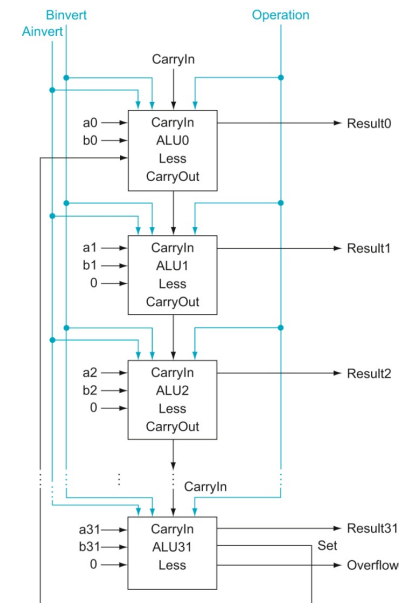 Binvert Operation
Ainvert
CarryIn
a0 CarryIn Result0
b0 ALU0
Less
CarryOut
a1 CarryIn Result1
b1 ALU1
0 Less
CarryOut
a2 CarryIn Result2
b2 ALU2
0 Less
CarryOut
CarryIn
a31 CarryIn Result31
b31 ALU31 Set
0 Less Overflow